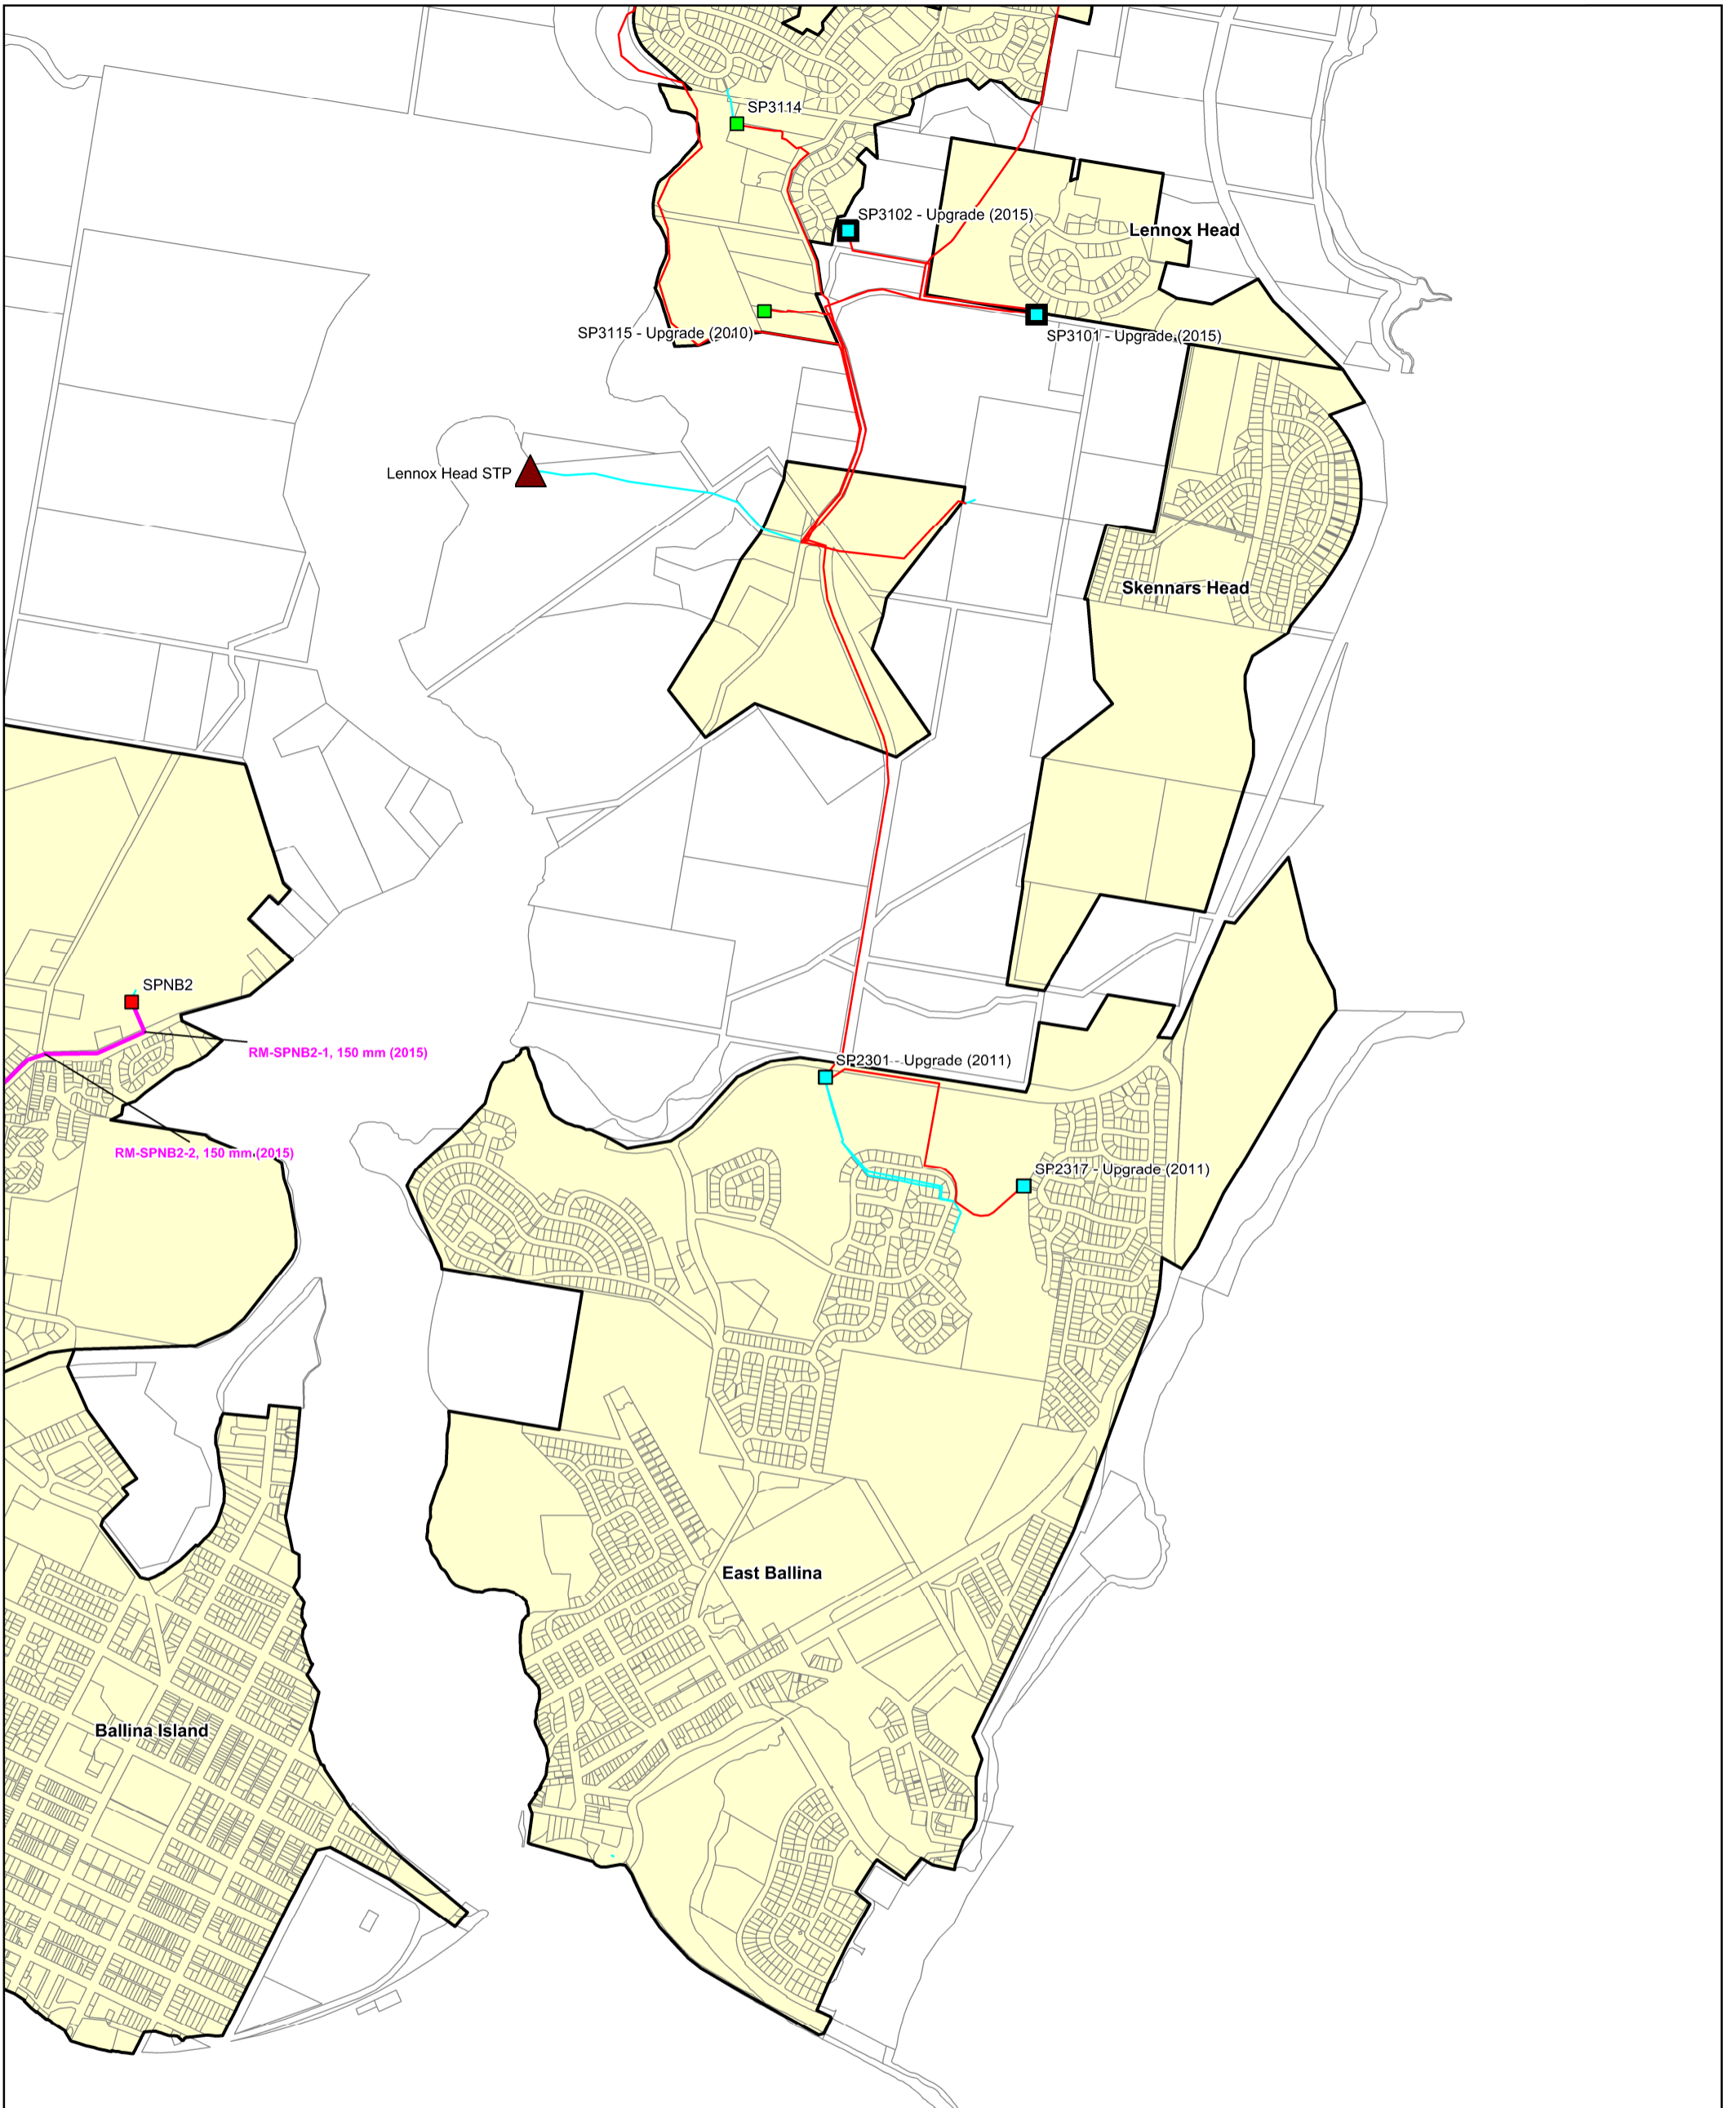 SP3114
SP3102 - Upgrade (2015)
Lennox Head
SP3115 - Upgrade (2010)
SP3101 - Upgrade (2015)
Lennox Head STP
Skennars Head
SPNB2
RM-SPNB2-1, 150 mm (2015)
SP2301 - Upgrade (2011)
RM-SPNB2-2, 150 mm (2015)
SP2317 - Upgrade (2011)
East Ballina
Ballina Island